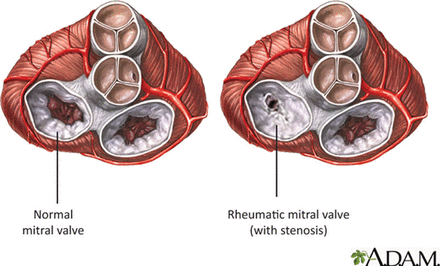 Normal
mitral valve
Rheumatic mitral valve
(with stenosis)
A.D.A.M.